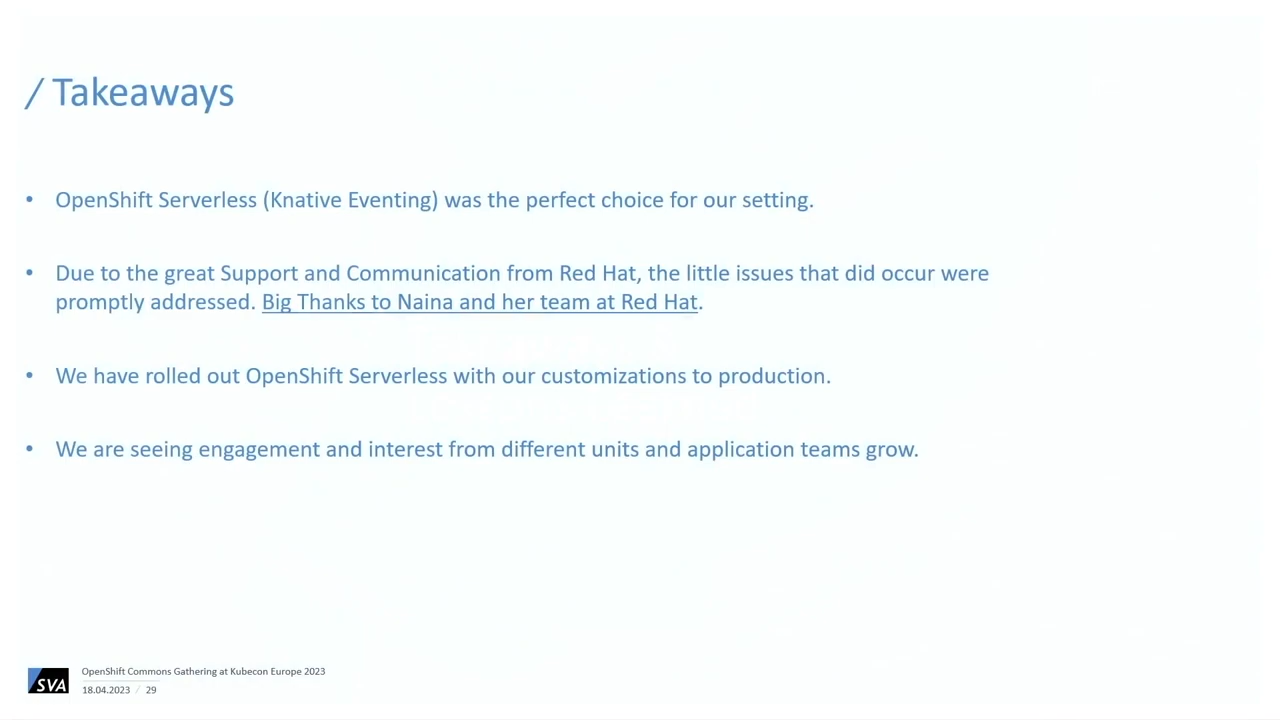 / Takeaways
• OpenShift Serverless (Knative Eventing) was the perfect choice for our setting.
• Due to the great Support and Communication from Red Hat, the little issues that did occur were
promptly addressed. Big Thanks to Naina and her team at Red Hat.
• We have rolled out OpenShift Serverless with our customizations to production.
• We are seeing engagement and interest from different units and application teams grow.
SVA
OpenShift Commons Gathering at Kubecon Europe 2023
18.04.2023 / 29